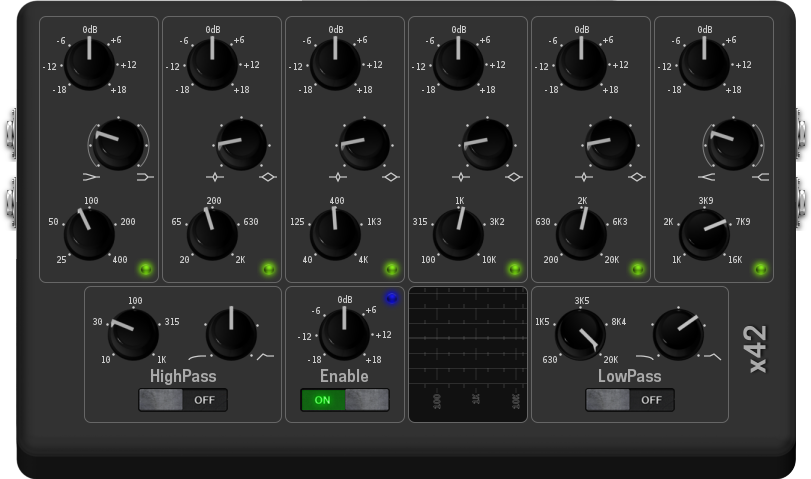 0dB 0dB 0dB 0dB 0dB 0dB
-6 +6 -6 +6 -6 +6 -6 +6 -6 +6 -6 +6
-12 +12 -12 +12 -12 +12 -12 +12 -12 +12 -12 +12
-18 +18 -18 +18 -18 +18 -18 +18 -18 +18 -18 +18
100 400 1K 2K 3K9
50 200 65 630 125 1K3 315 3K2 630 6K3 2K 7K9
25 400 20 2K 40 4K 100 10K 200 20K 1K 16K
100 0dB 3K5
30 315 -6 +6 1K5 8K4
-12 +12
10 1K -18 +18 630 20K
HighPass Enable LowPass
OFF ON OFF
100 1K 10K
x42